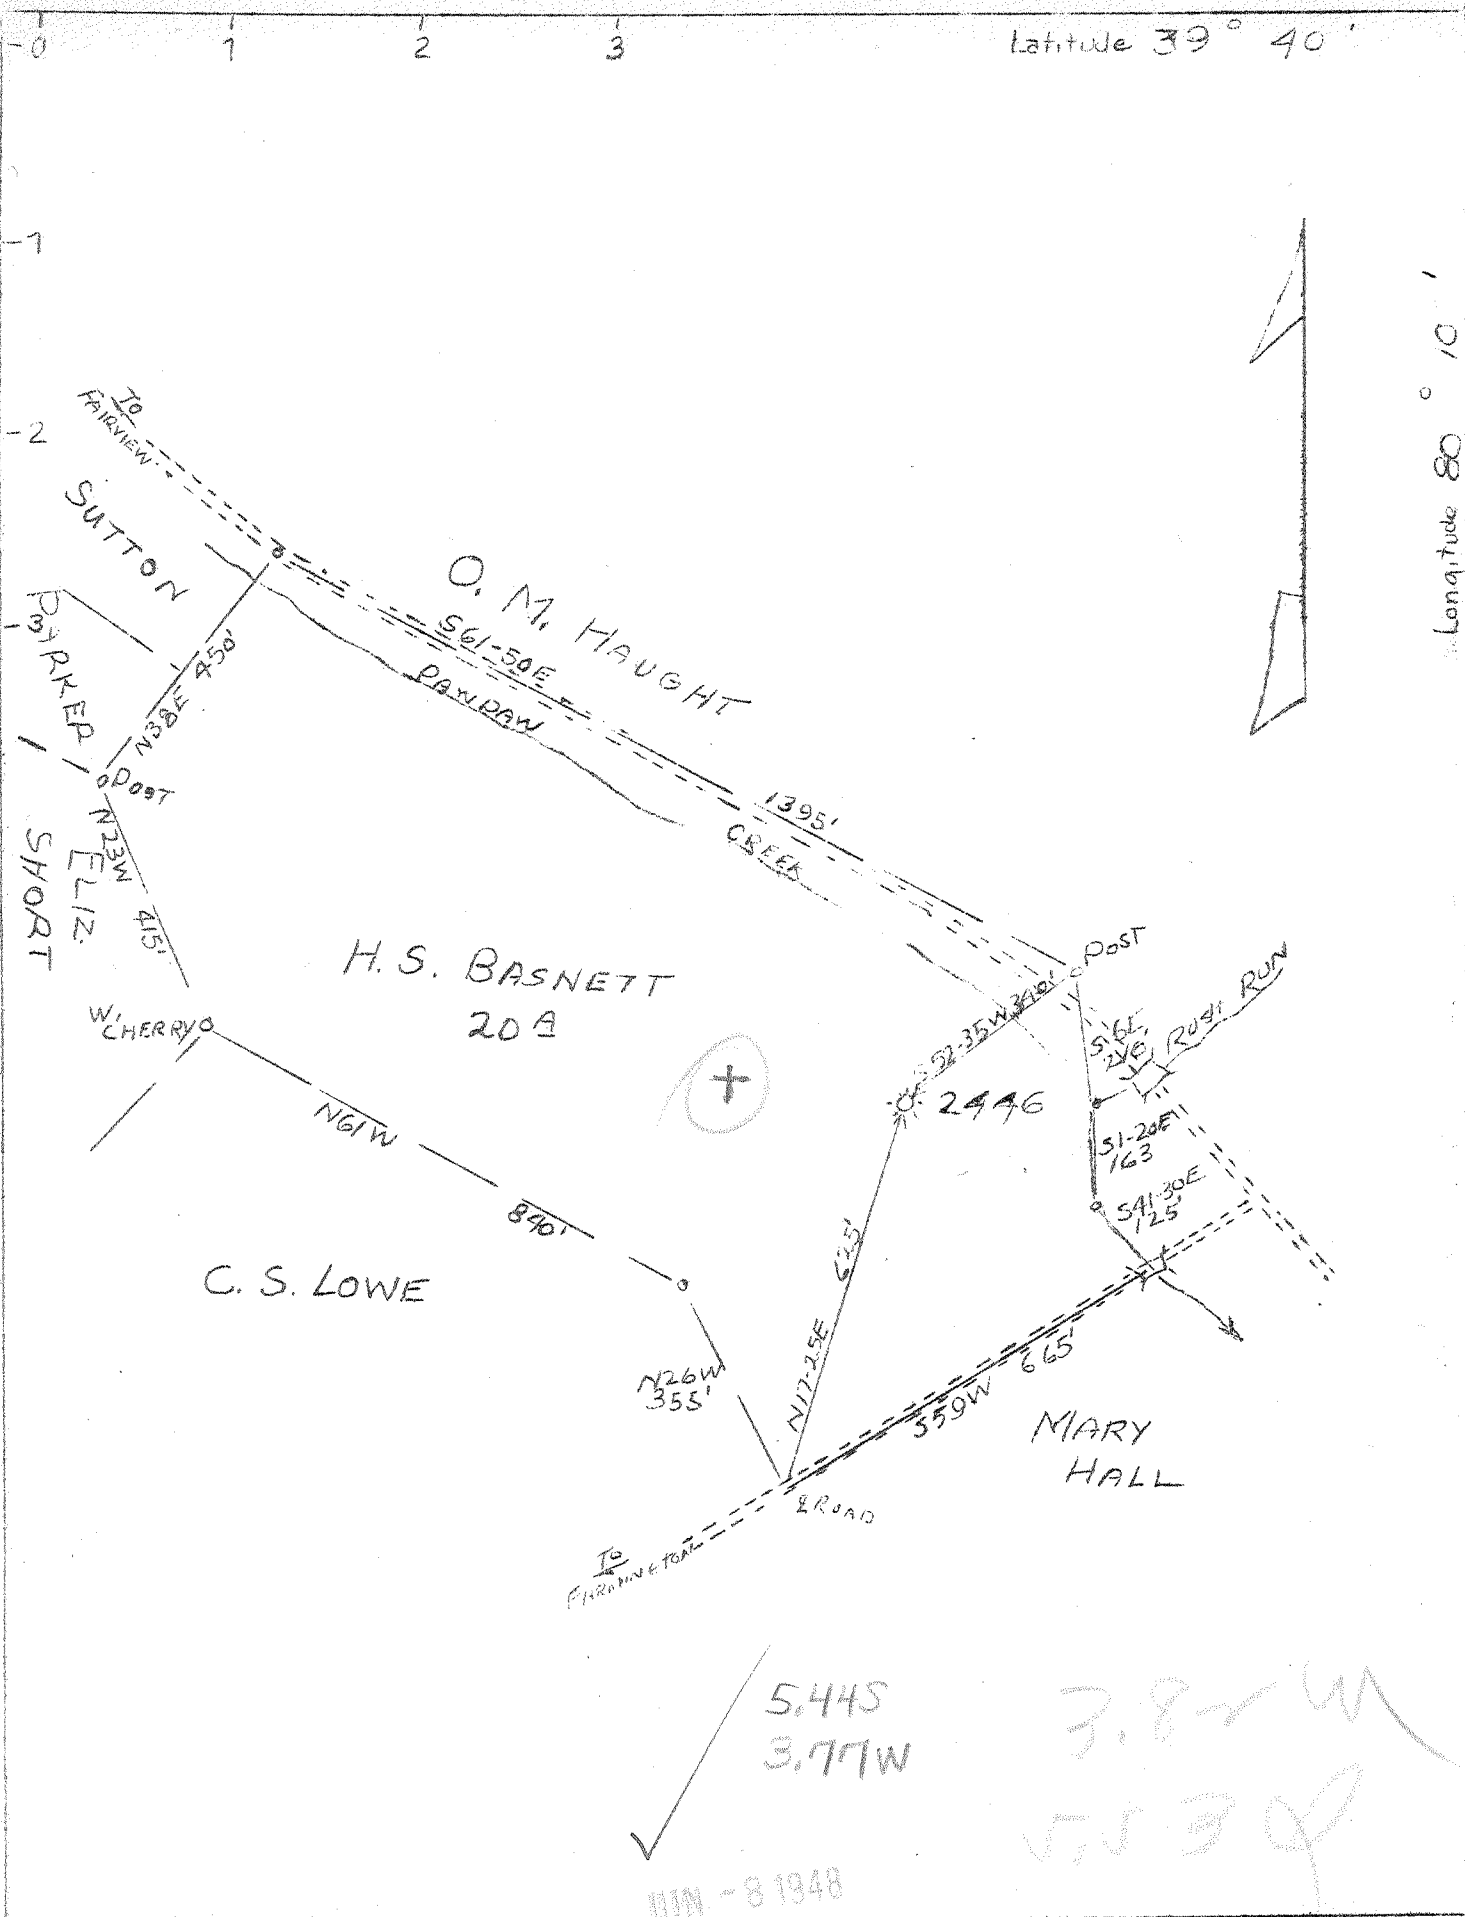 0 1 2 3 Latitude 39° 40'
-1
-2
-3
Longitude 80° 10'
To
FAIRVIEW
SUTTON
PARKER
O. M. HAUGHT
S61-50E
1395'
PAWPAW
CREEK
N38E 450'
POST
N23W 415'
ELIZ.
SHORT
W. CHERRY
H. S. BASNETT
20 A
+
POST
S52-35W 340'
2446
S6E
RUSH RUN
S1-20E
163
S41-30E
125'
N61W
840'
C. S. LOWE
625'
N17-25E
N26W
355'
665'
S59W
MARY
HALL
℄ ROAD
To
FARMINGTON
5.44S
3.77W
JUN -8 1948